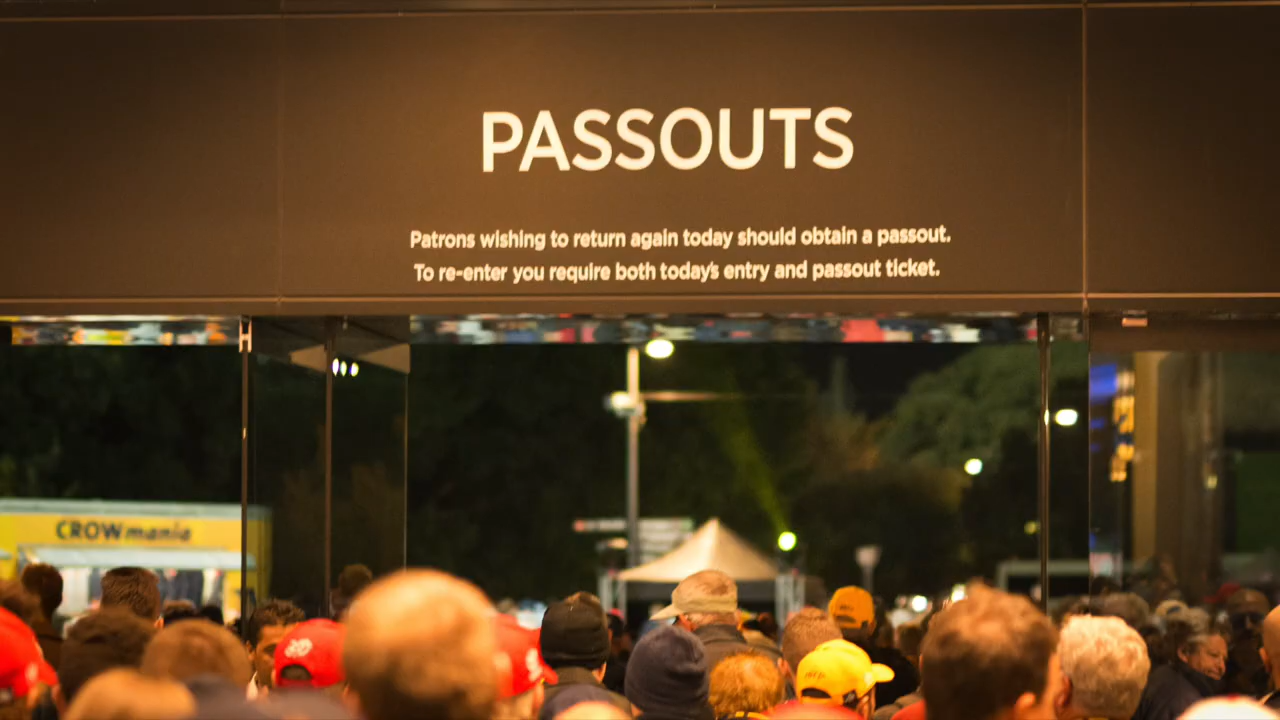 PASSOUTS
Patrons wishing to return again today should obtain a passout.
To re-enter you require both today's entry and passout ticket.
CROWmania